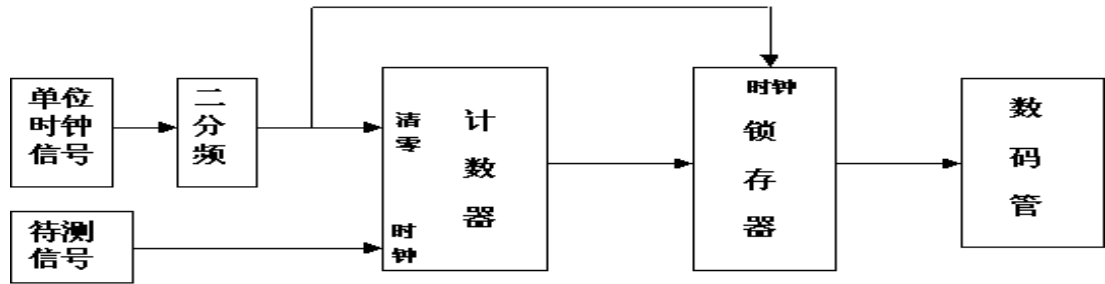 单位
时钟
信号
二
分
频
待测
信号
清
零
计
数
器
时
钟
时钟
锁
存
器
数
码
管